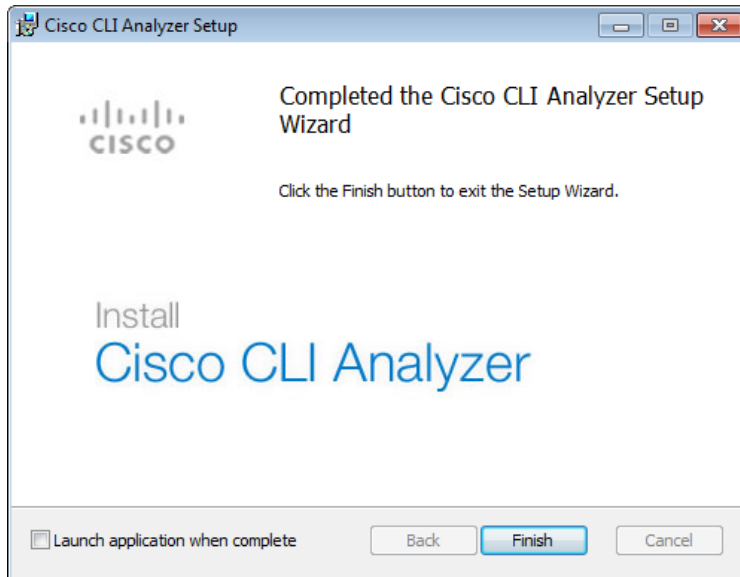 Cisco CLI Analyzer Setup
CISCO
Completed the Cisco CLI Analyzer Setup
Wizard
Click the Finish button to exit the Setup Wizard.
Install
Cisco CLI Analyzer
Launch application when complete
Back
Finish
Cancel